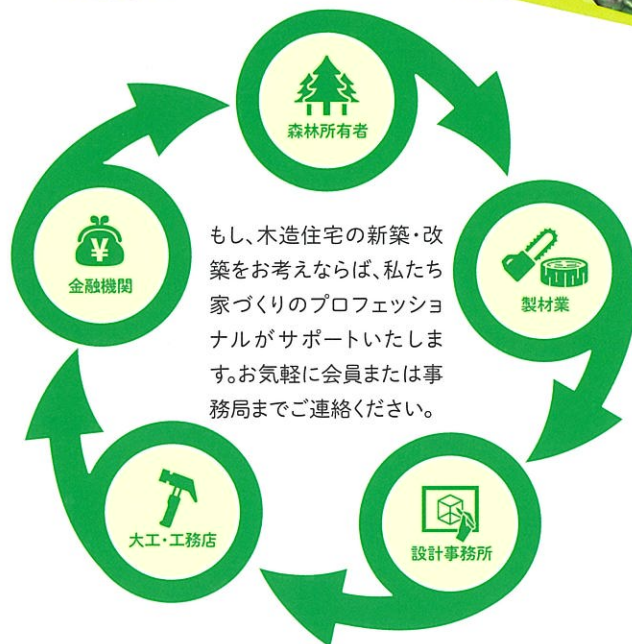 森林所有者
製材業
設計事務所
大工・工務店
金融機関
もし、木造住宅の新築・改
築をお考えならば、私たち
家づくりのプロフェッショ
ナルがサポートいたしま
す。お気軽に会員または事
務局までご連絡ください。